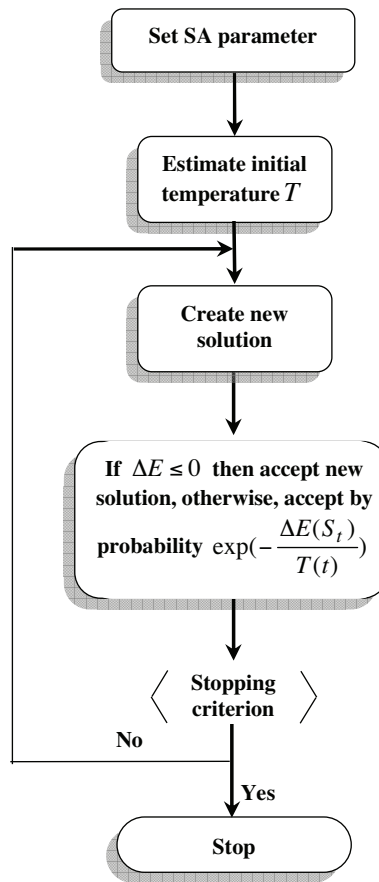 Set SA parameter
Estimate initial
temperature T
Create new
solution
If ΔE ≤ 0 then accept new
solution, otherwise, accept by
probability exp(−ΔE(S_t)/T(t))
Stopping
criterion
No
Yes
Stop